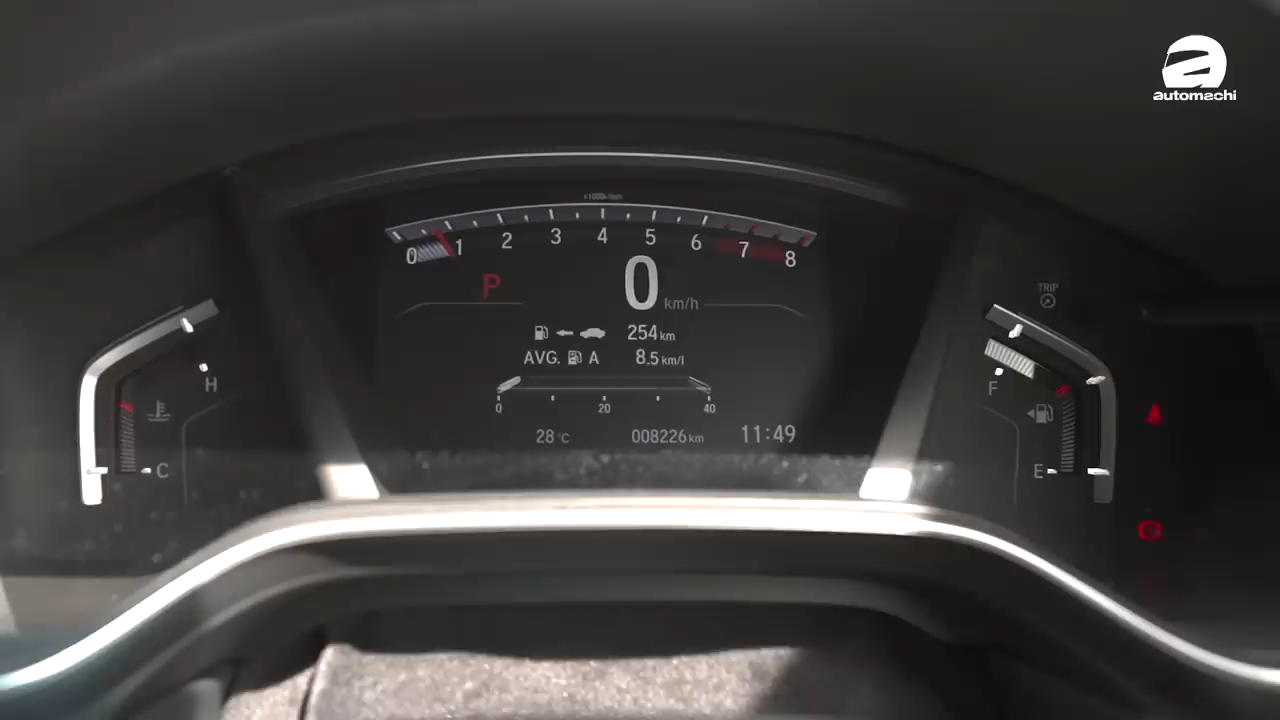 automachi
x1000r/min
0 1 2 3 4 5 6 7 8
P
0 km/h
TRIP
254 km
AVG. A 8.5 km/l
H
F
0 20 40
28°C 008226 km 11:49
C
E